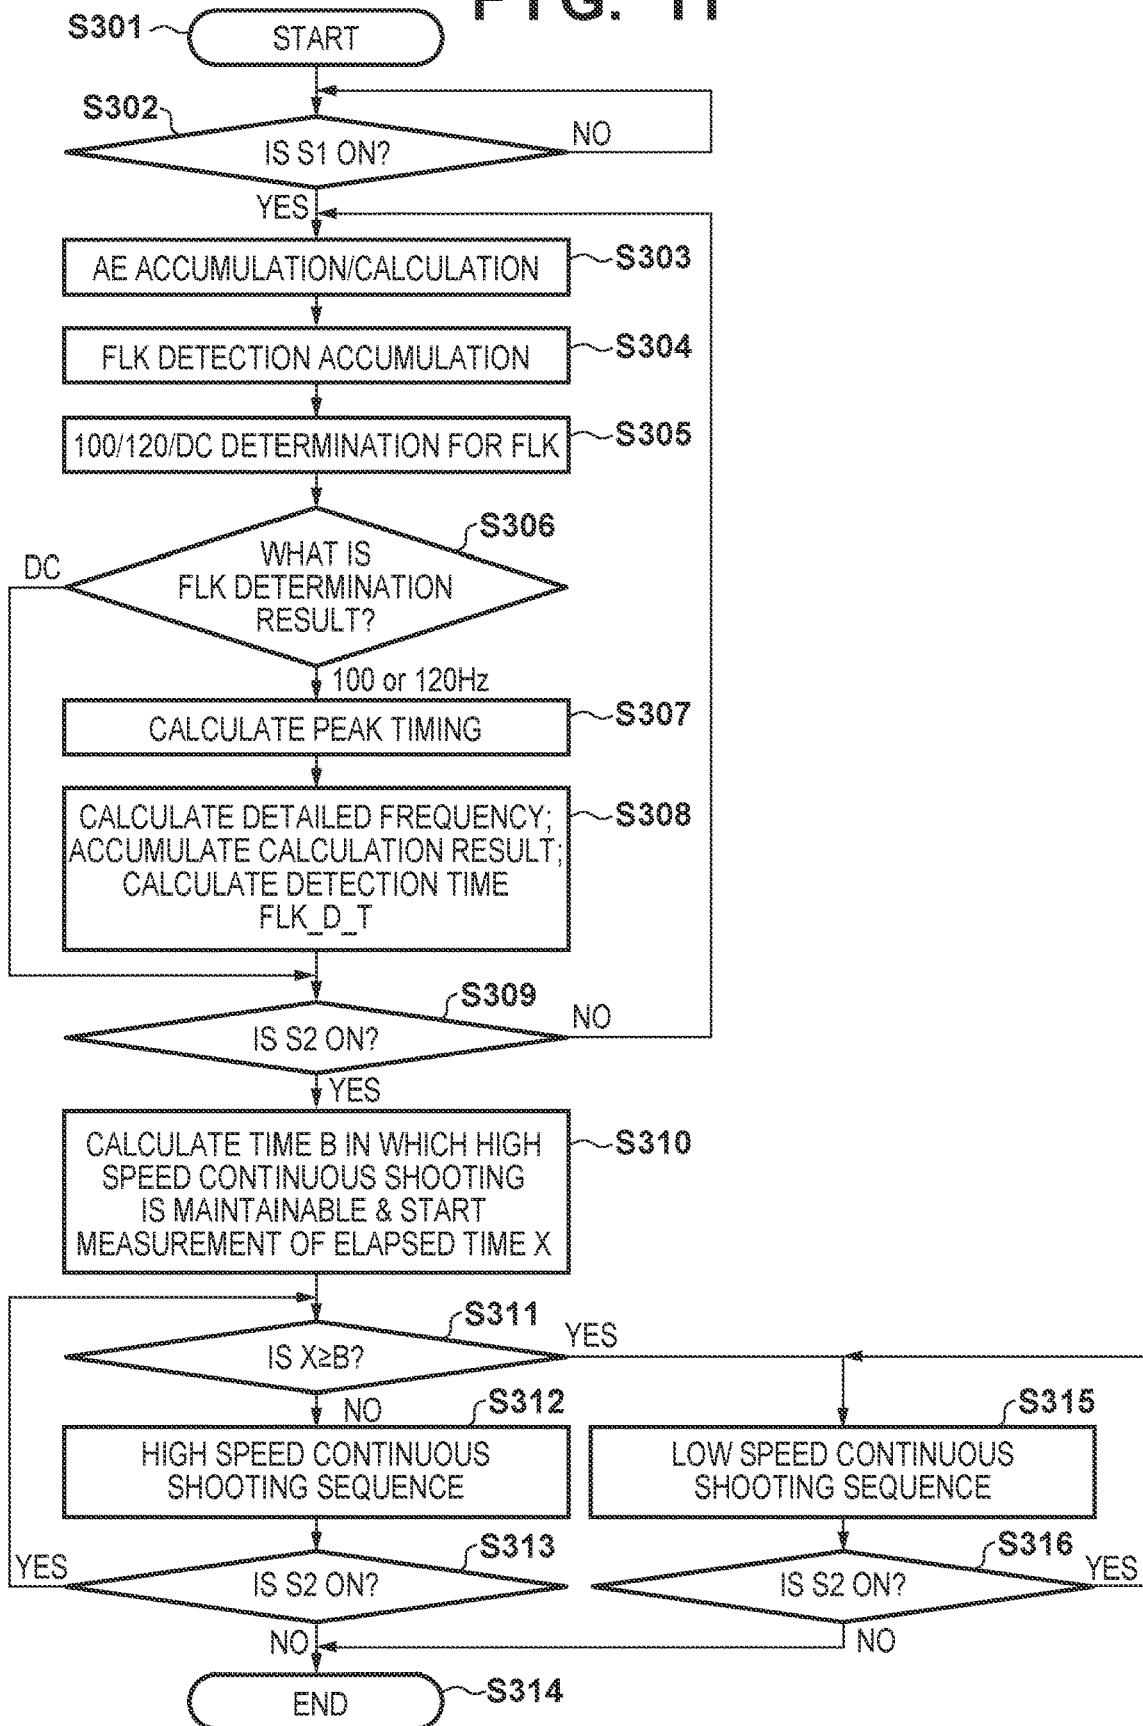 FIG. 11
S301
START
S302
IS S1 ON?
NO
YES
AE ACCUMULATION/CALCULATION
S303
FLK DETECTION ACCUMULATION
S304
100/120/DC DETERMINATION FOR FLK
S305
S306
DC
WHAT IS
FLK DETERMINATION
RESULT?
100 or 120Hz
CALCULATE PEAK TIMING
S307
CALCULATE DETAILED FREQUENCY;
ACCUMULATE CALCULATION RESULT;
CALCULATE DETECTION TIME
FLK_D_T
S308
S309
IS S2 ON?
NO
YES
CALCULATE TIME B IN WHICH HIGH
SPEED CONTINUOUS SHOOTING
IS MAINTAINABLE & START
MEASUREMENT OF ELAPSED TIME X
S310
S311
IS X≥B?
YES
NO
S312
HIGH SPEED CONTINUOUS
SHOOTING SEQUENCE
S315
LOW SPEED CONTINUOUS
SHOOTING SEQUENCE
S313
YES
IS S2 ON?
NO
S316
IS S2 ON?
YES
NO
END
S314